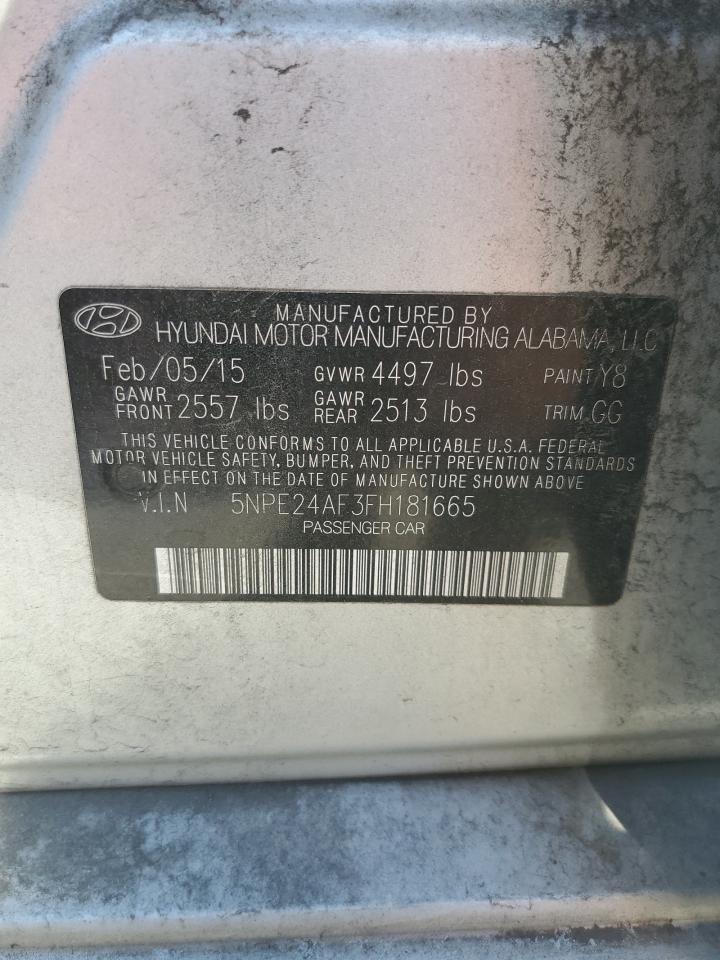 MANUFACTURED BY
HYUNDAI MOTOR MANUFACTURING ALABAMA, LLC
Feb/05/15 GVWR 4497 lbs PAINT Y8
GAWR FRONT 2557 lbs GAWR REAR 2513 lbs TRIM GG
THIS VEHICLE CONFORMS TO ALL APPLICABLE U.S.A. FEDERAL
MOTOR VEHICLE SAFETY, BUMPER, AND THEFT PREVENTION STANDARDS
IN EFFECT ON THE DATE OF MANUFACTURE SHOWN ABOVE
V.I.N 5NPE24AF3FH181665
PASSENGER CAR